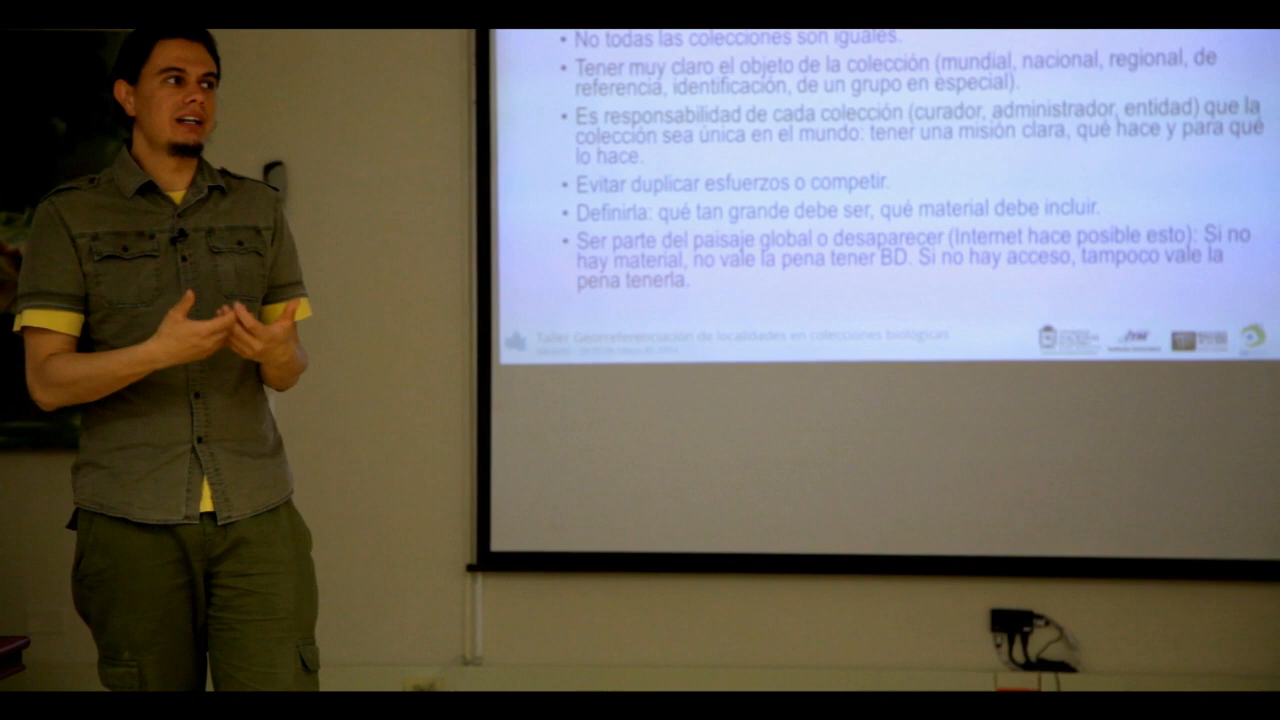 • No todas las colecciones son iguales.
• Tener muy claro el objeto de la colección (mundial, nacional, regional, de
referencia, identificación, de un grupo en especial).
• Es responsabilidad de cada colección (curador, administrador, entidad) que la
colección sea única en el mundo: tener una misión clara, qué hace y para qué
lo hace.
• Evitar duplicar esfuerzos o competir.
• Definirla: qué tan grande debe ser, qué material debe incluir.
• Ser parte del paisaje global o desaparecer (Internet hace posible esto): Si no
hay material, no vale la pena tener BD. Si no hay acceso, tampoco vale la
pena tenerla.
Taller Georreferenciación de localidades en colecciones biológicas